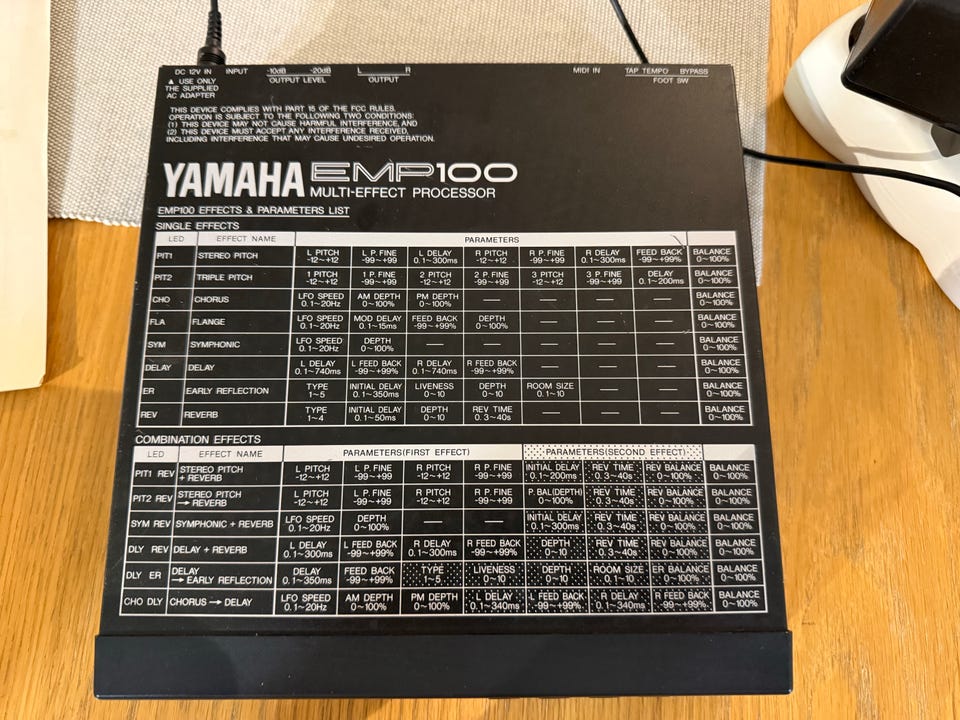 DC 12V IN INPUT -10dB -20dB L R MIDI IN TAP TEMPO BYPASS
▲ USE ONLY OUTPUT LEVEL OUTPUT FOOT SW
THE SUPPLIED
AC ADAPTER
THIS DEVICE COMPLIES WITH PART 15 OF THE FCC RULES.
OPERATION IS SUBJECT TO THE FOLLOWING TWO CONDITIONS:
(1) THIS DEVICE MAY NOT CAUSE HARMFUL INTERFERENCE, AND
(2) THIS DEVICE MUST ACCEPT ANY INTERFERENCE RECEIVED,
INCLUDING INTERFERENCE THAT MAY CAUSE UNDESIRED OPERATION.
YAMAHA EMP100
MULTI-EFFECT PROCESSOR
EMP100 EFFECTS & PARAMETERS LIST
SINGLE EFFECTS
LED EFFECT NAME PARAMETERS
PIT1 STEREO PITCH L PITCH L P. FINE L DELAY R PITCH R P. FINE R DELAY FEED BACK BALANCE
-12~+12 -99~+99 0.1~300ms -12~+12 -99~+99 0.1~300ms -99~+99% 0~100%
PIT2 TRIPLE PITCH 1 PITCH 1 P. FINE 2 PITCH 2 P. FINE 3 PITCH 3 P. FINE DELAY BALANCE
-12~+12 -99~+99 -12~+12 -99~+99 -12~+12 -99~+99 0.1~200ms 0~100%
CHO CHORUS LFO SPEED AM DEPTH PM DEPTH — — — — BALANCE
0.1~20Hz 0~100% 0~100% 0~100%
FLA FLANGE LFO SPEED MOD DELAY FEED BACK DEPTH — — — BALANCE
0.1~20Hz 0.1~15ms -99~+99% 0~100% 0~100%
SYM SYMPHONIC LFO SPEED DEPTH — — — — — BALANCE
0.1~20Hz 0~100% 0~100%
DELAY DELAY L DELAY L FEED BACK R DELAY R FEED BACK — — — BALANCE
0.1~740ms -99~+99% 0.1~740ms -99~+99% 0~100%
ER EARLY REFLECTION TYPE INITIAL DELAY LIVENESS DEPTH ROOM SIZE — — BALANCE
1~5 0.1~350ms 0~10 0~10 0.1~10 0~100%
REV REVERB TYPE INITIAL DELAY DEPTH REV TIME — — — BALANCE
1~4 0.1~50ms 0~10 0.3~40s 0~100%
COMBINATION EFFECTS
LED EFFECT NAME PARAMETERS(FIRST EFFECT) PARAMETERS(SECOND EFFECT)
PIT1 REV STEREO PITCH L PITCH L P. FINE R PITCH R P. FINE INITIAL DELAY REV TIME REV BALANCE BALANCE
+ REVERB -12~+12 -99~+99 -12~+12 -99~+99 0.1~200ms 0.3~40s 0~100% 0~100%
PIT2 REV STEREO PITCH L PITCH L P. FINE R PITCH R P. FINE P. BAL(DEPTH) REV TIME REV BALANCE BALANCE
→ REVERB -12~+12 -99~+99 -12~+12 -99~+99 0~100% 0.3~40s 0~100% 0~100%
SYM REV SYMPHONIC + REVERB LFO SPEED DEPTH — — INITIAL DELAY REV TIME REV BALANCE BALANCE
0.1~20Hz 0~100% 0.1~300ms 0.3~40s 0~100% 0~100%
DLY REV DELAY + REVERB L DELAY L FEED BACK R DELAY R FEED BACK DEPTH REV TIME REV BALANCE BALANCE
0.1~300ms -99~+99% 0.1~300ms -99~+99% 0~10 0.3~40s 0~100% 0~100%
DLY ER DELAY DELAY FEED BACK TYPE LIVENESS DEPTH ROOM SIZE ER BALANCE BALANCE
→ EARLY REFLECTION 0.1~350ms -99~+99% 1~5 0~10 0~10 0.1~10 0~100% 0~100%
CHO DLY CHORUS → DELAY LFO SPEED AM DEPTH PM DEPTH L DELAY L FEED BACK R DELAY R FEED BACK BALANCE
0.1~20Hz 0~100% 0~100% 0.1~340ms -99~+99% 0.1~340ms -99~+99% 0~100%